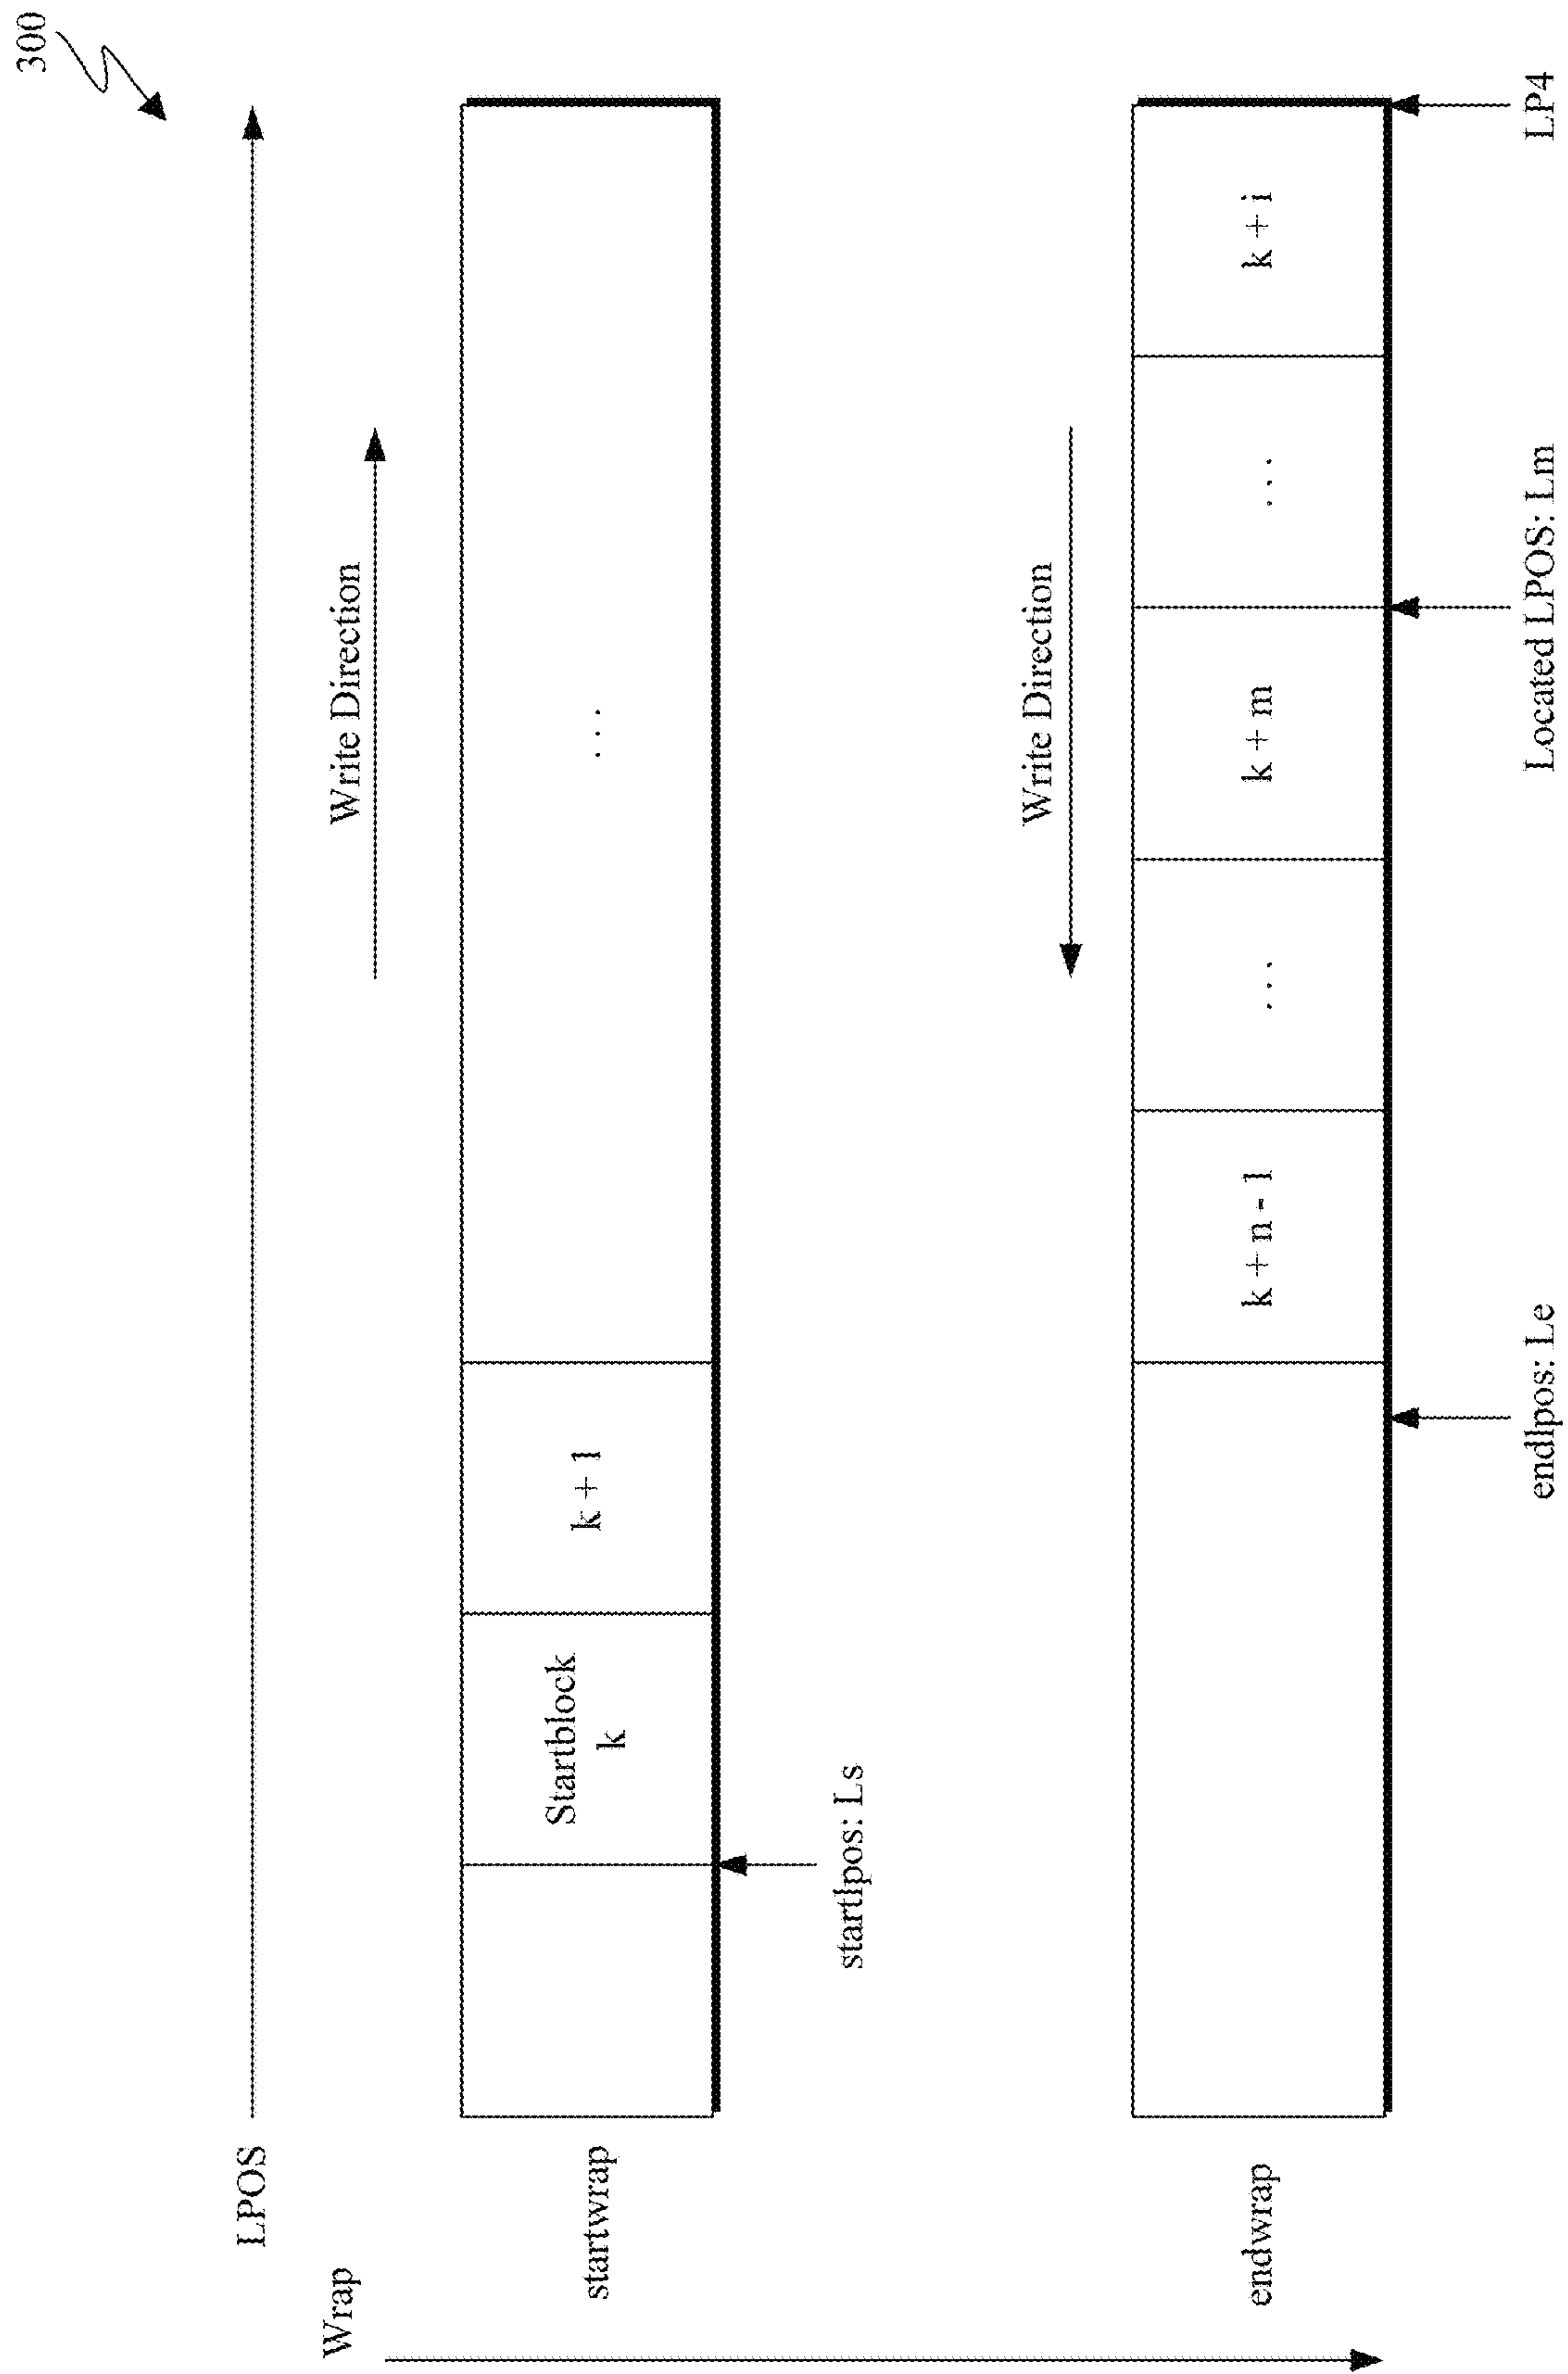 300
LPOS
Wrap
Write Direction
startwrap
Startblock
k
k + 1
. . .
startlpos: Ls
Write Direction
endwrap
k + n - 1
. . .
k + m
. . .
k + i
endlpos: Le
Located LPOS: Lm
LP4